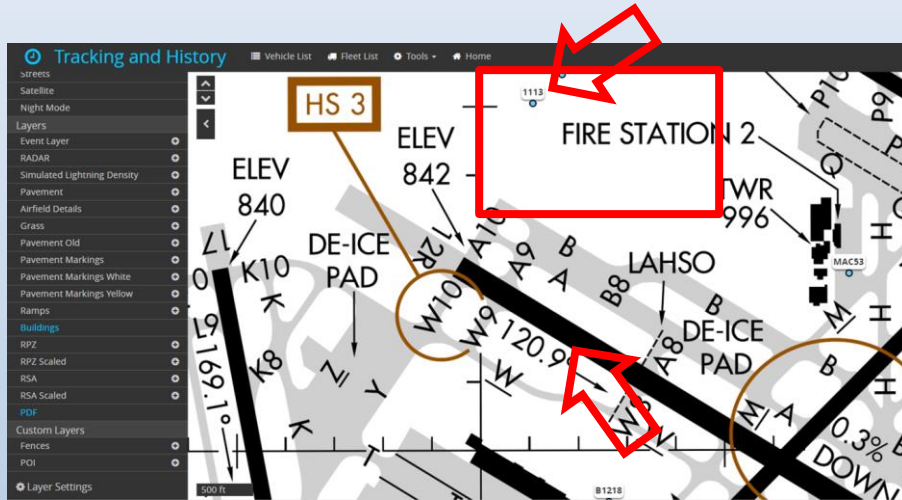 Tracking and History
Vehicle List
Fleet List
Tools
Home
Streets
Satellite
Night Mode
Layers
Event Layer
RADAR
Simulated Lightning Density
Pavement
Airfield Details
Grass
Pavement Old
Pavement Markings
Pavement Markings White
Pavement Markings Yellow
Ramps
Buildings
RPZ
RPZ Scaled
RSA
RSA Scaled
PDF
Custom Layers
Fences
POI
Layer Settings
HS 3
1113
ELEV
842
FIRE STATION 2
P10
P9
ELEV
840
TWR
996
Q
H
17
K10
K
DE-ICE
PAD
12R
A10
A9
B
A
B8
LAHSO
MAC53
W10
W9
120.9°
W
B
DE-ICE
PAD
A8
M
H
K8
169.1°
Z
Y
K
T
W8
M
A
B
H
0.3%
DOWN
500 ft
B1218